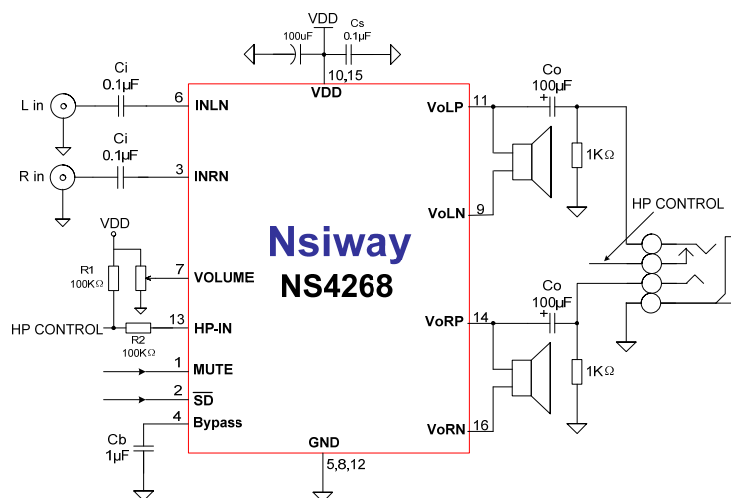 VDD
100uF
Cs
0.1µF
10,15
VDD
Ci
0.1µF
L in
6
INLN
Ci
0.1µF
R in
3
INRN
VDD
R1
100KΩ
7
VOLUME
HP CONTROL
13
HP-IN
R2
100KΩ
1
MUTE
2
SD
4
Bypass
Cb
1µF
Nsiway
NS4268
GND
5,8,12
VoLP
11
Co
100µF
+
1KΩ
VoLN
9
HP CONTROL
VoRP
14
Co
100µF
+
1KΩ
VoRN
16